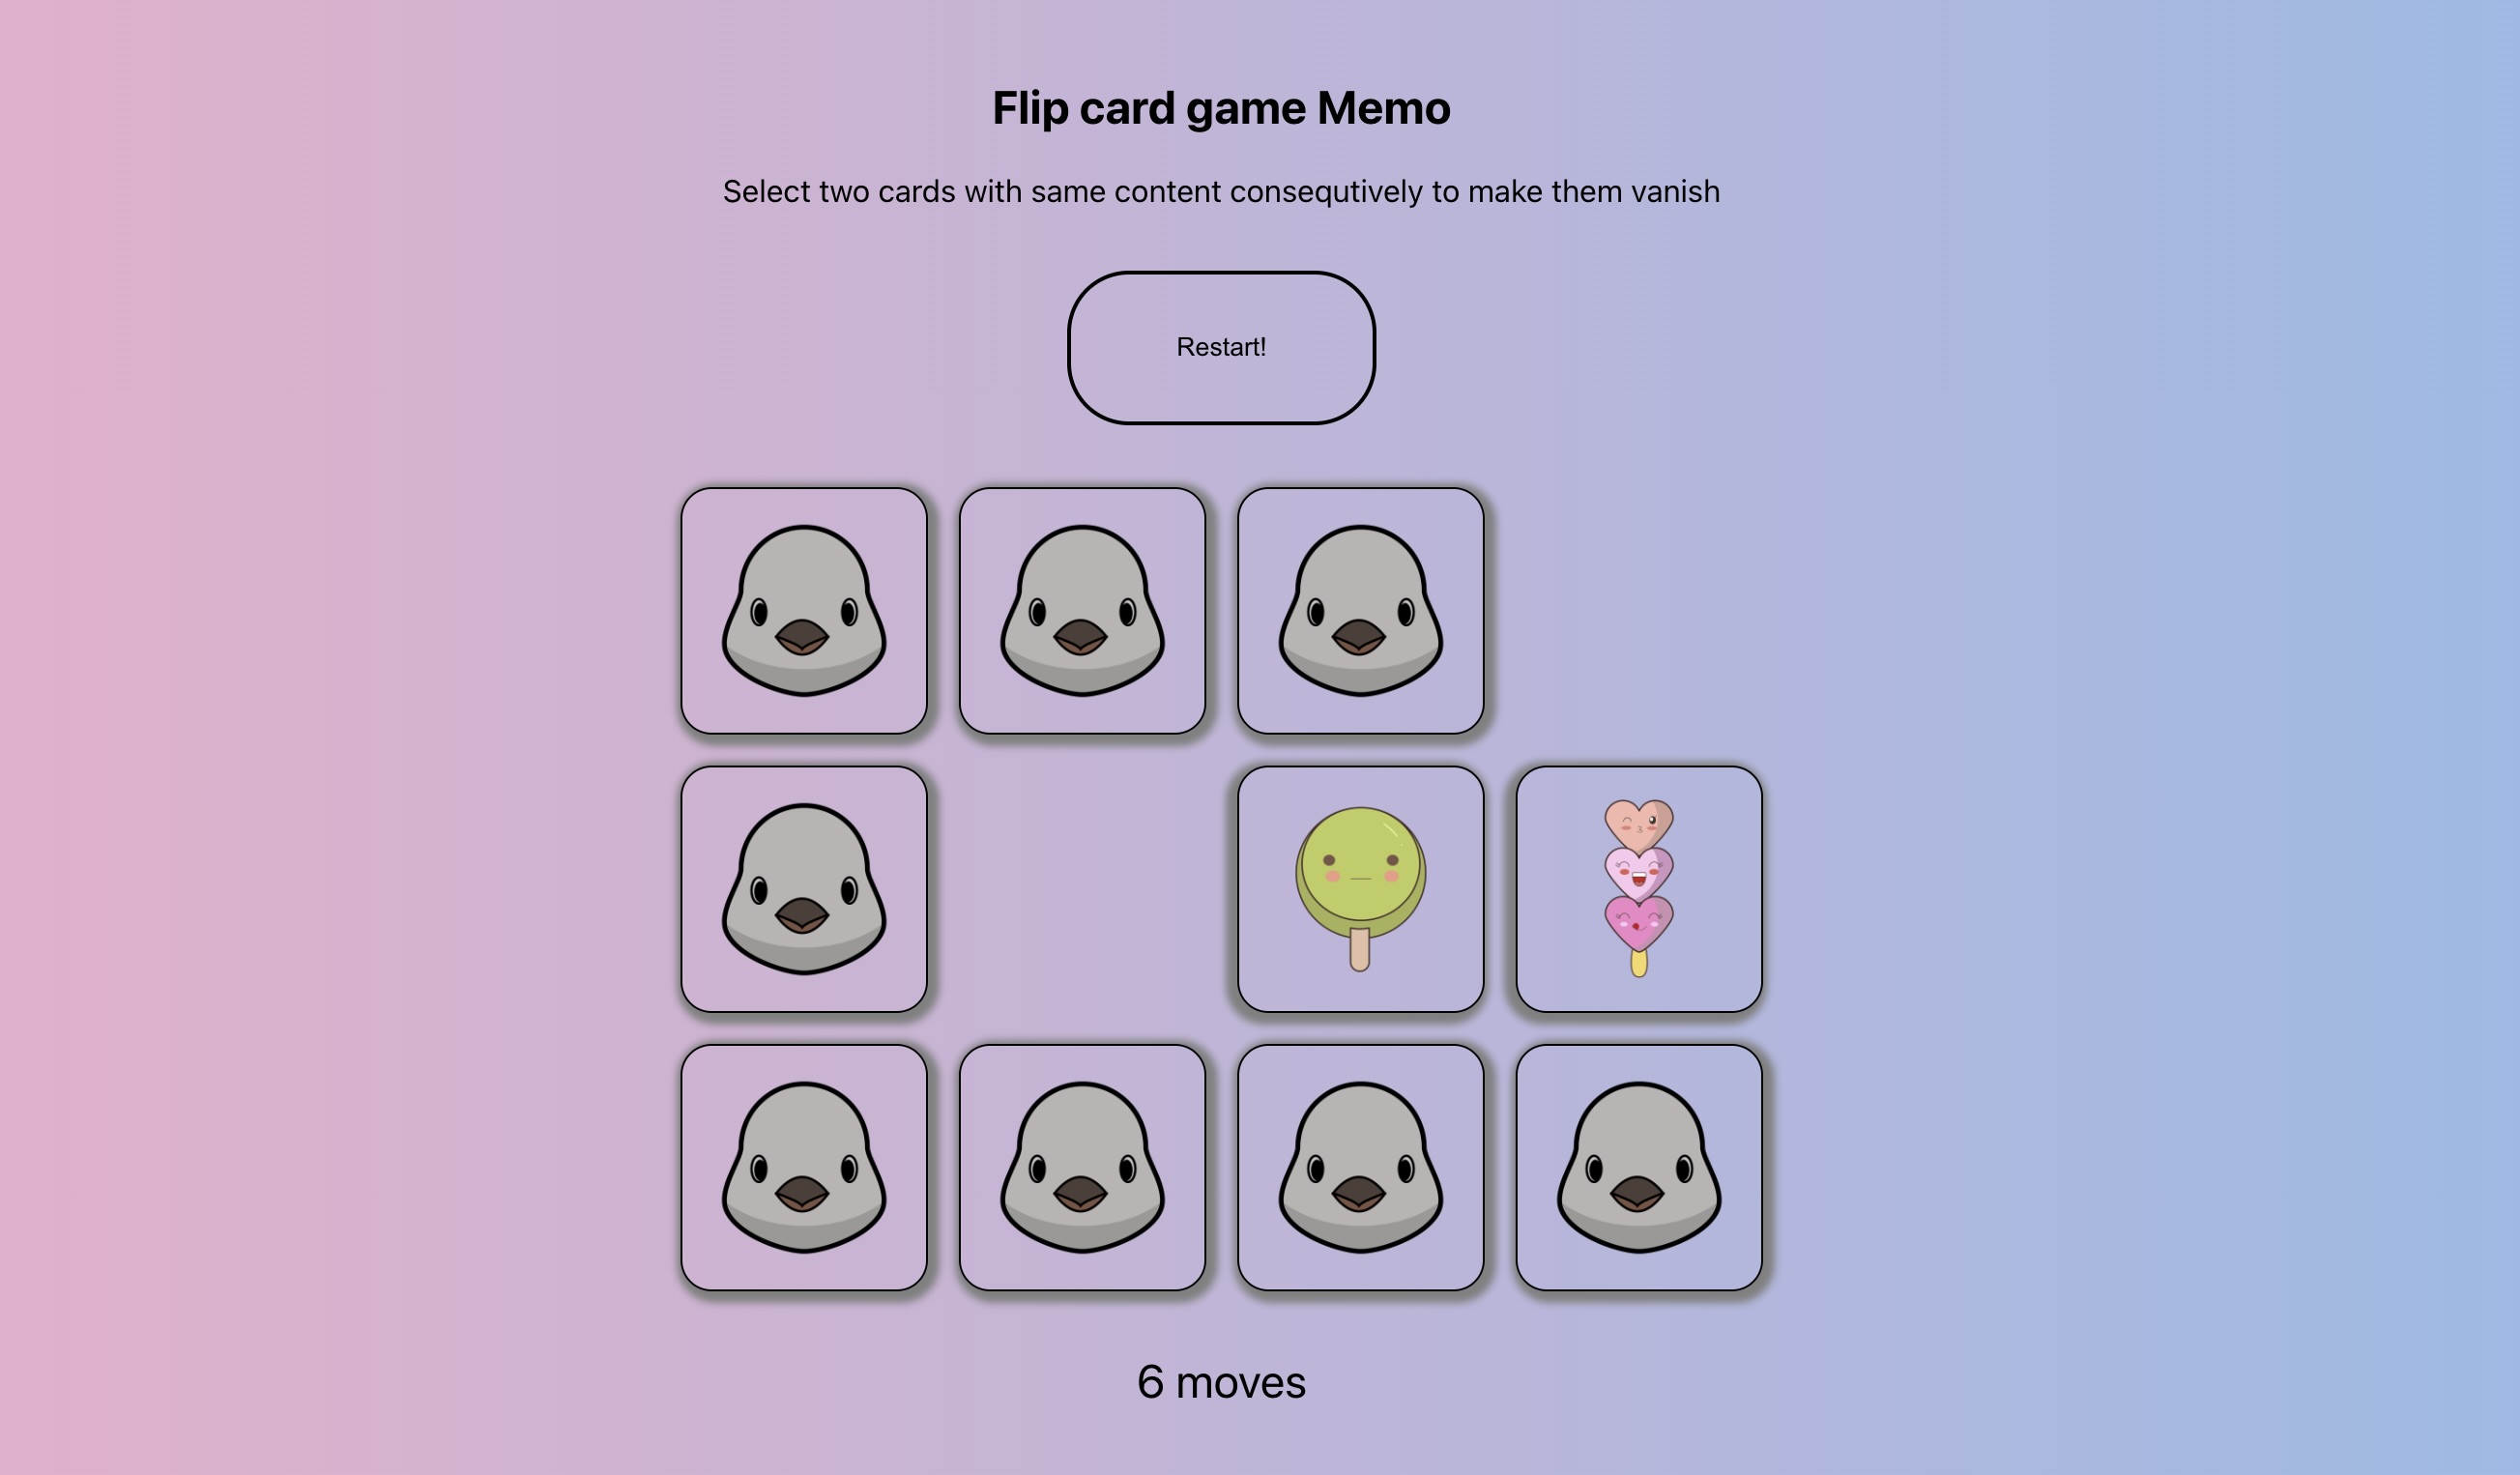 Flip card game Memo
Select two cards with same content consequtively to make them vanish
Restart!
6 moves